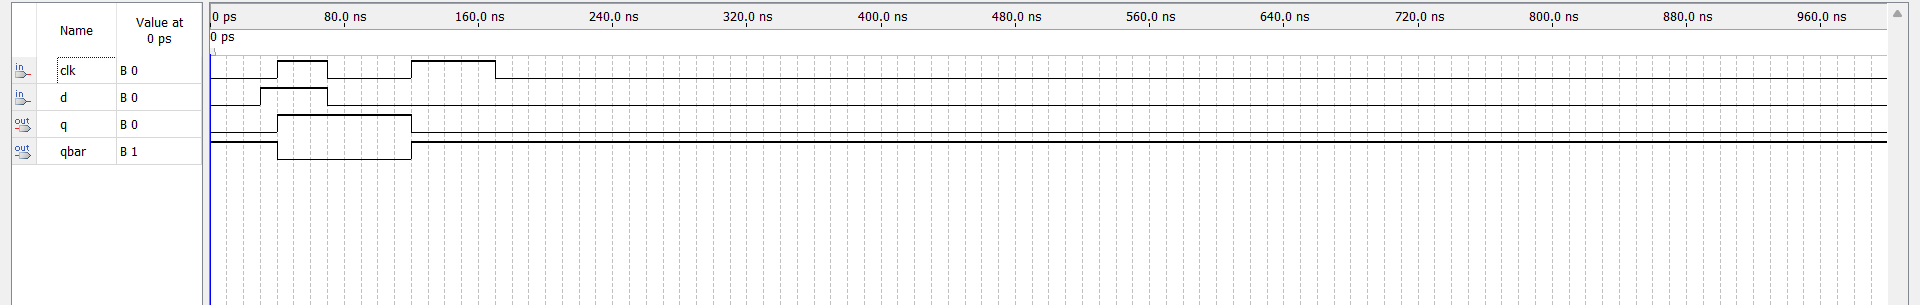 Name Value at 0 ps
0 ps 80.0 ns 160.0 ns 240.0 ns 320.0 ns 400.0 ns 480.0 ns 560.0 ns 640.0 ns 720.0 ns 800.0 ns 880.0 ns 960.0 ns
0 ps
in clk B 0
in d B 0
out q B 0
out qbar B 1